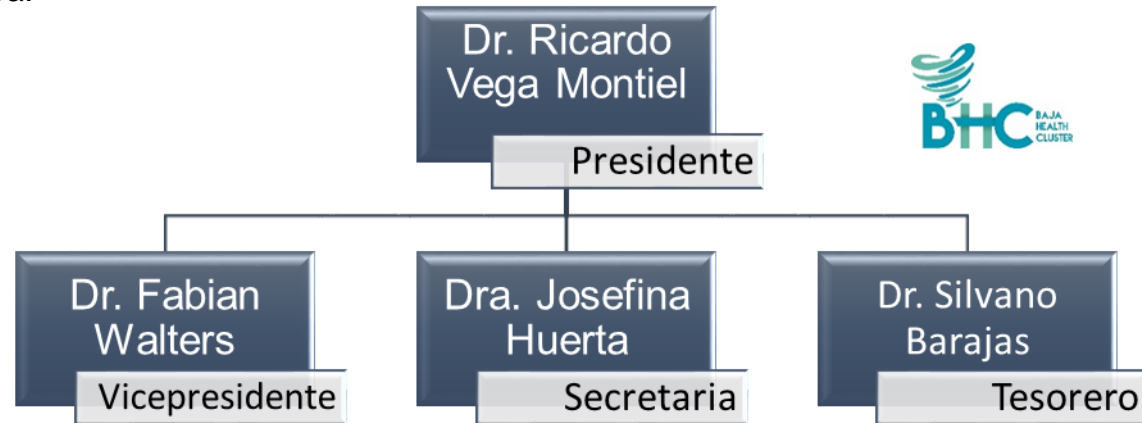 Dr. Ricardo
Vega Montiel
Presidente
BHC
BAJA
HEALTH
CLUSTER
Dr. Fabian
Walters
Vicepresidente
Dra. Josefina
Huerta
Secretaria
Dr. Silvano
Barajas
Tesorero